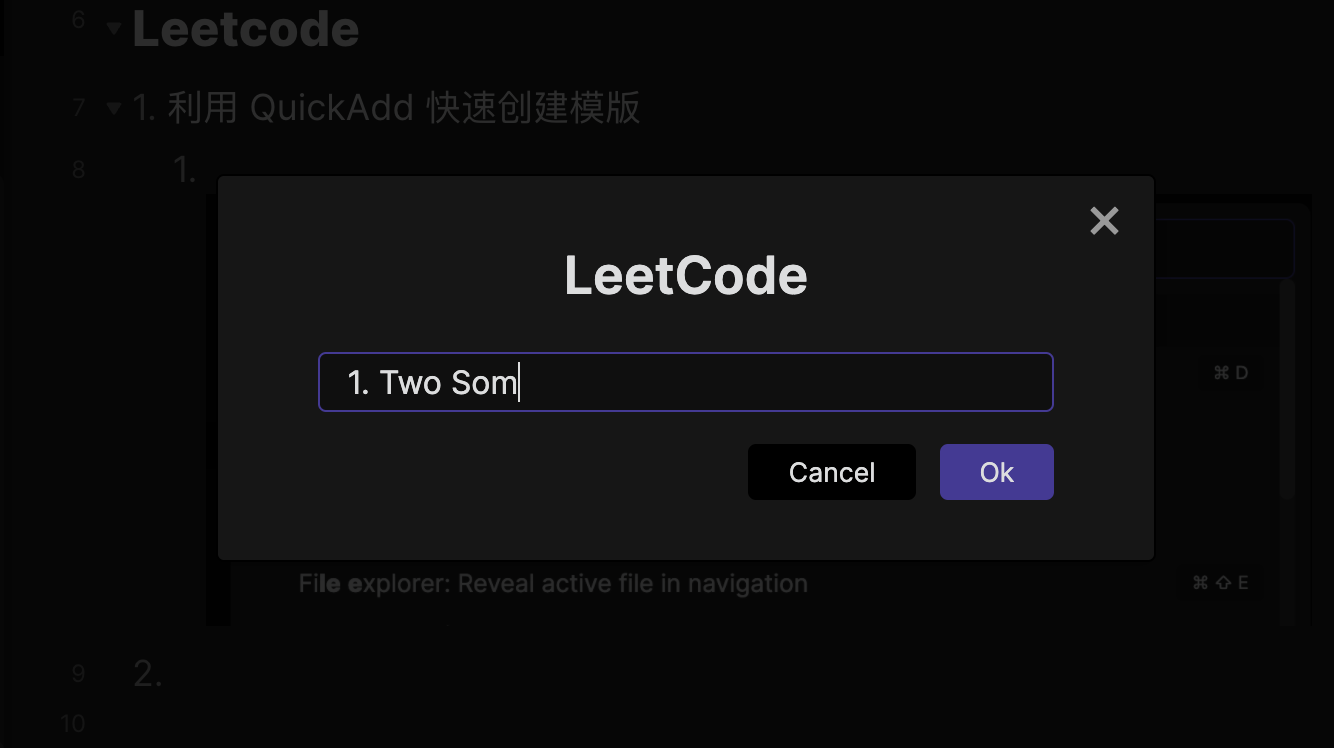 6 Leetcode
7 1. 利用 QuickAdd 快速创建模版
8 1.
LeetCode
⌘ D
1. Two Som
Cancel Ok
File explorer: Reveal active file in navigation ⌘ ⇧ E
9 2.
10